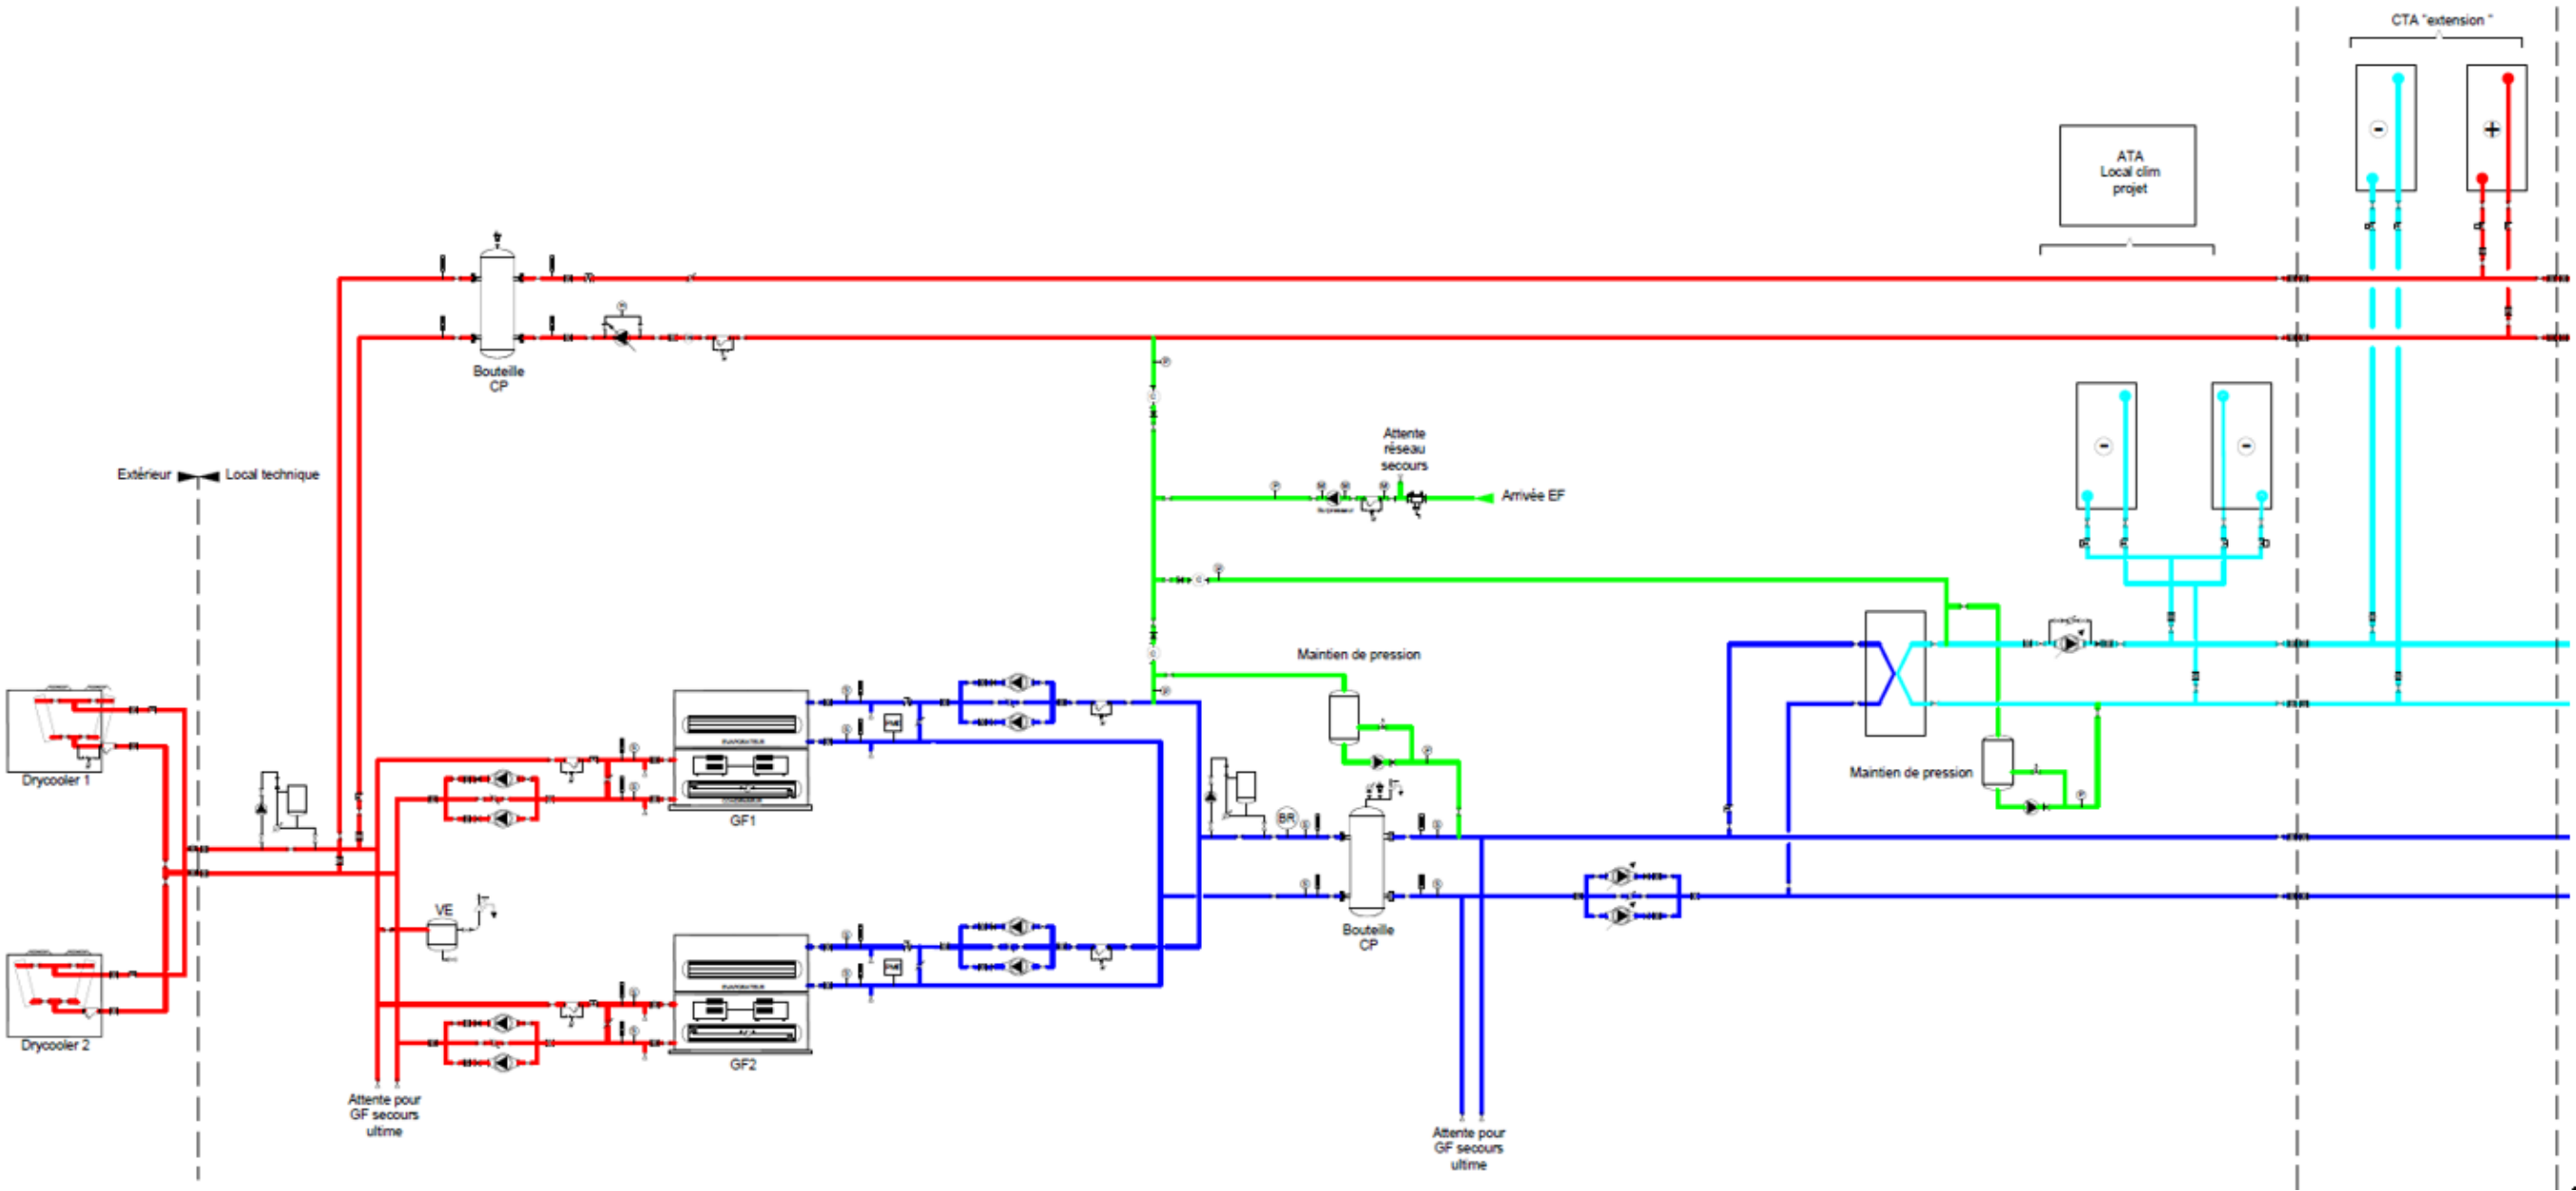 CTA "extension "
-
+
ATA
Local clim
projet
Bouteille
CP
Attente
réseau
secours
Extérieur
Local technique
Arrivée EF
-
-
Maintien de pression
EVAPORATEUR
Drycooler 1
Maintien de pression
GF1
BR
VE
Bouteille
CP
EVAPORATEUR
Drycooler 2
GF2
Attente pour
GF secours
ultime
Attente pour
GF secours
ultime